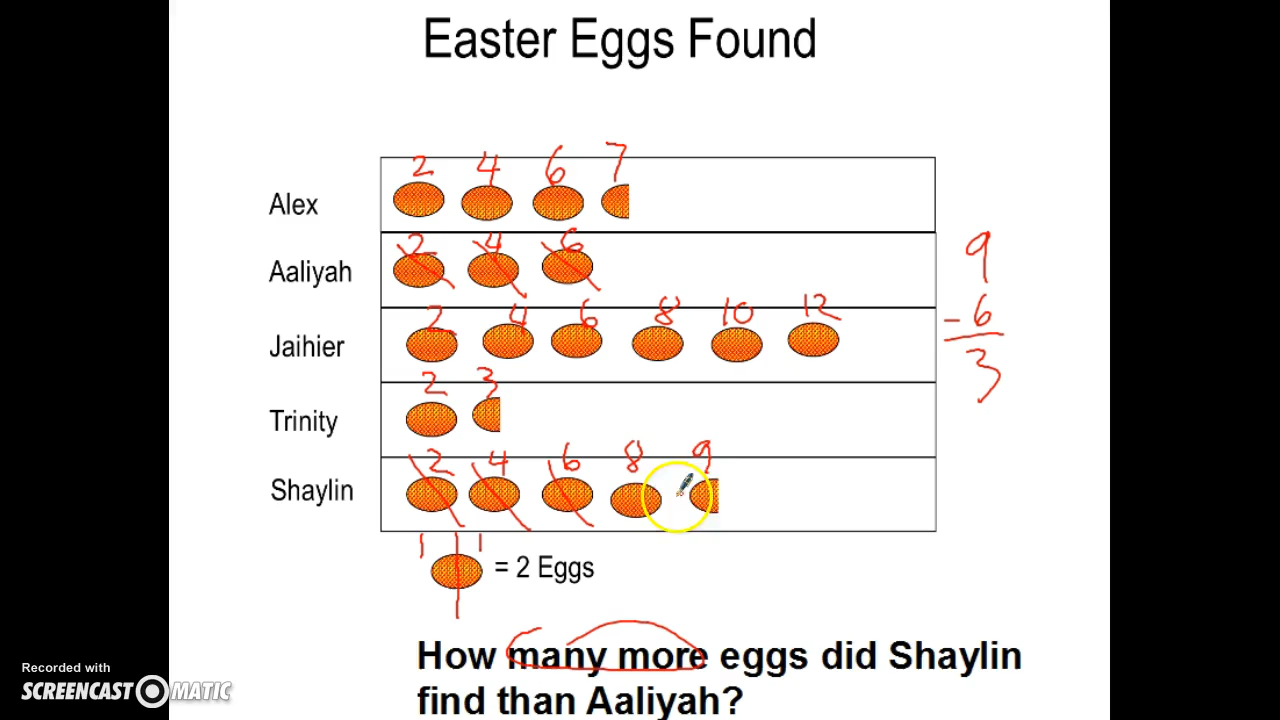 Easter Eggs Found
2 4 6 7
Alex
2 4 6
Aaliyah
2 4 6 8 10 12
Jaihier
2 3
Trinity
2 4 6 8 9
Shaylin
9
- 6
3
1 1
= 2 Eggs
How many more eggs did Shaylin
find than Aaliyah?
Recorded with
SCREENCAST MATIC